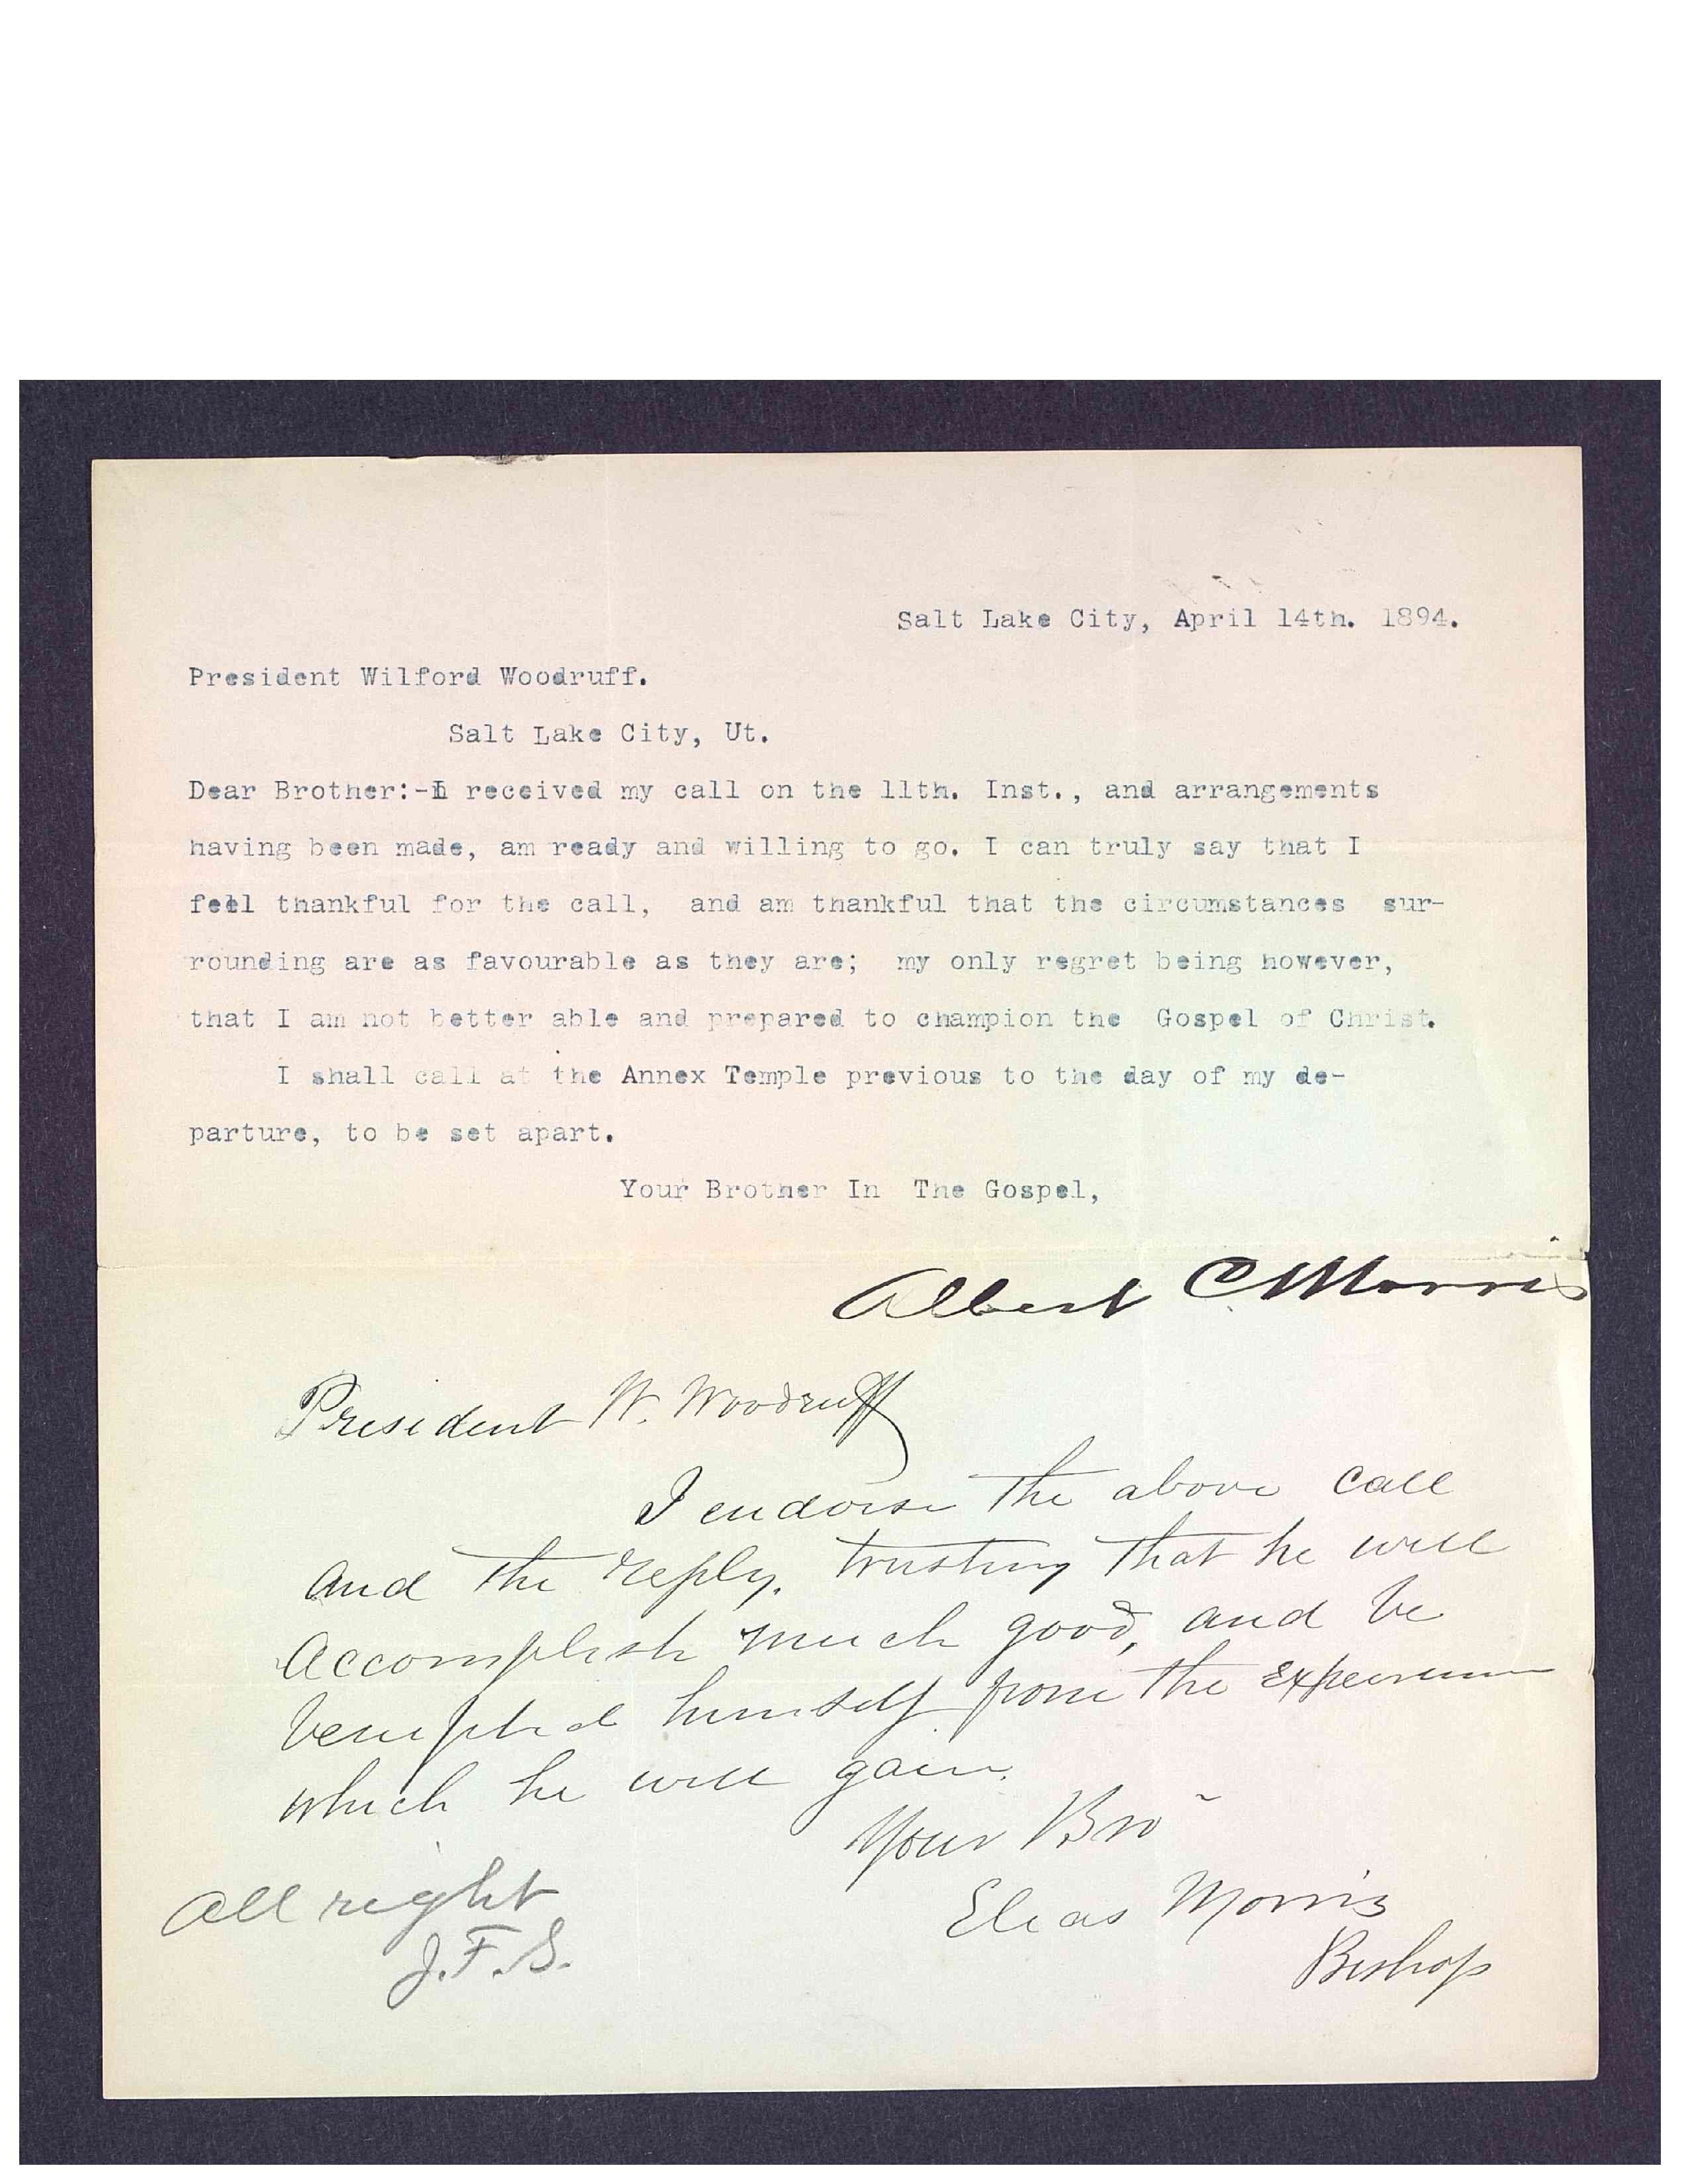 Salt Lake City, April 14th. 1894.
President Wilford Woodruff.
Salt Lake City, Ut.
Dear Brother:-I received my call on the 11th. Inst., and arrangements
having been made, am ready and willing to go. I can truly say that I
feel thankful for the call, and am thankful that the circumstances sur-
rounding are as favourable as they are; my only regret being however,
that I am not better able and prepared to champion the Gospel of Christ.
I shall call at the Annex Temple previous to the day of my de-
parture, to be set apart.
Your Brother In The Gospel,
Albert C Morris
President W. Woodruff
I endorse the above call
and the reply, trusting that he will
Accomplish much good, and be
benefited himself from the experience
which he will gain.
Your Bro
Elias Morris
Bishop
All right
J.F.S.